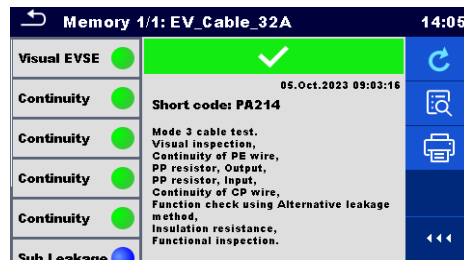 Memory 1/1: EV_Cable_32A
14:05
Visual EVSE
Continuity
Continuity
Continuity
Continuity
Sub Leakage
05.Oct.2023 09:03:16
Short code: PA214
Mode 3 cable test.
Visual inspection,
Continuity of PE wire,
PP resistor, Output,
PP resistor, Input,
Continuity of CP wire,
Function check using Alternative leakage
method,
Insulation resistance,
Functional inspection.